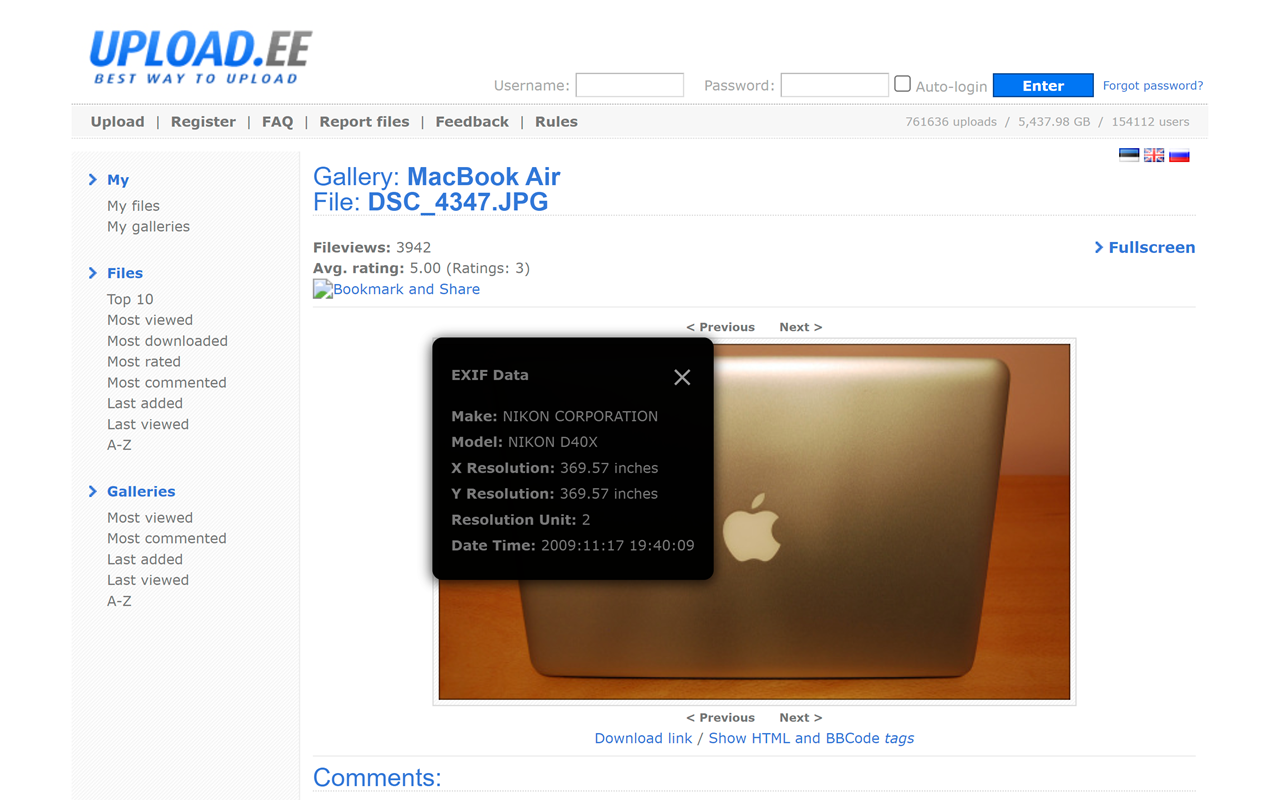 UPLOAD.EE
BEST WAY TO UPLOAD
Username: Password: Auto-login Enter Forgot password?
Upload | Register | FAQ | Report files | Feedback | Rules 761636 uploads / 5,437.98 GB / 154112 users
My
My files
My galleries
Files
Top 10
Most viewed
Most downloaded
Most rated
Most commented
Last added
Last viewed
A-Z
Galleries
Most viewed
Most commented
Last added
Last viewed
A-Z
Gallery: MacBook Air
File: DSC_4347.JPG
Fileviews: 3942
Fullscreen
Avg. rating: 5.00 (Ratings: 3)
Bookmark and Share
< Previous Next >
EXIF Data
Make: NIKON CORPORATION
Model: NIKON D40X
X Resolution: 369.57 inches
Y Resolution: 369.57 inches
Resolution Unit: 2
Date Time: 2009:11:17 19:40:09
< Previous Next >
Download link / Show HTML and BBCode tags
Comments: